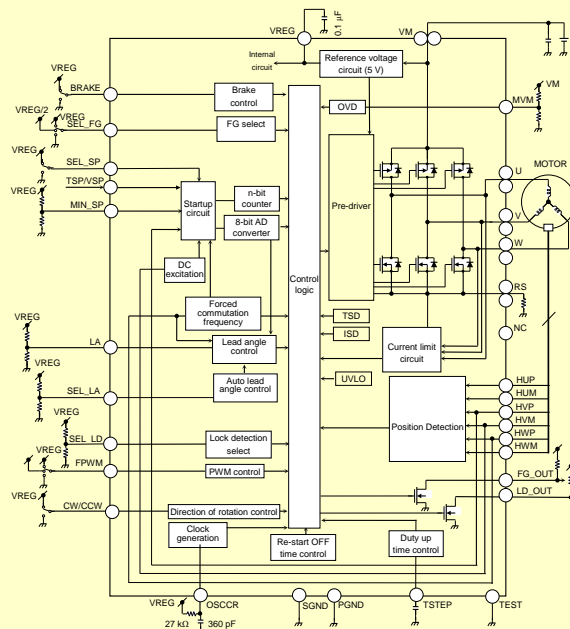 VREG
0.1 µF
VM
VREG
Internal
circuit
Reference voltage
circuit (5 V)
BRAKE
Brake
control
OVD
VM
MVM
VREG/2
VREG
SEL_FG
FG select
VREG
SEL_SP
TSP/VSP
VREG
MIN_SP
Startup
circuit
n-bit
counter
8-bit AD
converter
Pre-driver
U
MOTOR
V
W
DC
excitation
Control
logic
RS
Forced
commutation
frequency
TSD
ISD
NC
VREG
LA
Lead angle
control
Current limit
circuit
VREG
SEL_LA
Auto lead
angle control
UVLO
HUP
HUM
HVP
HVM
HWP
HWM
Position Detection
VREG
SEL_LD
Lock detection
select
VREG
FPWM
PWM control
FG_OUT
LD_OUT
VREG
CW/CCW
Direction of rotation control
Clock
generation
Re-start OFF
time control
Duty up
time control
VREG
OSCCR
27 kΩ
360 pF
SGND
PGND
TSTEP
TEST